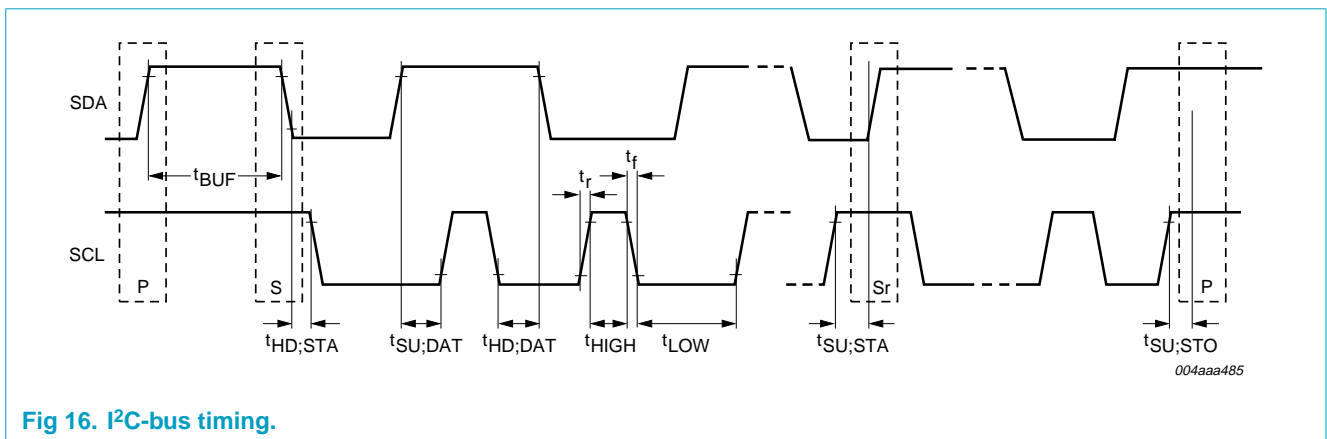 SDA
tBUF
tf
tr
SCL
P
S
Sr
P
tHD;STA
tSU;DAT
tHD;DAT
tHIGH
tLOW
tSU;STA
tSU;STO
004aaa485
Fig 16. I²C-bus timing.